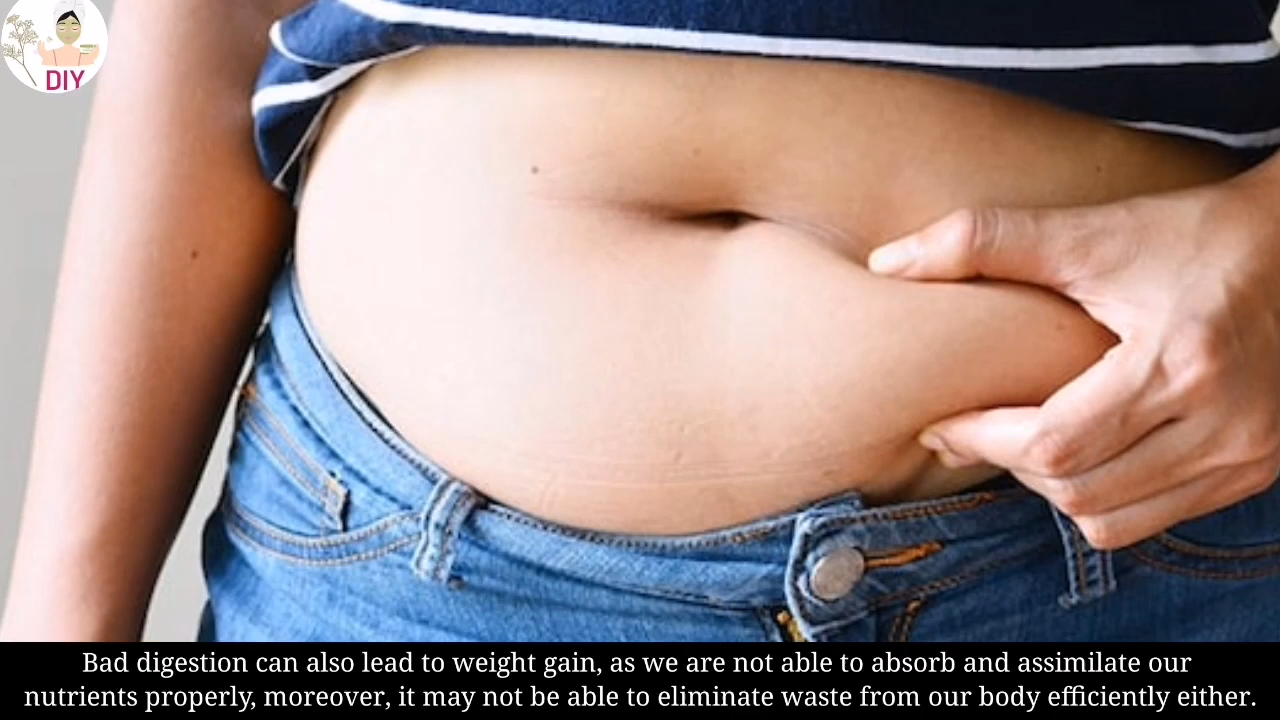 DIY
Bad digestion can also lead to weight gain, as we are not able to absorb and assimilate our
nutrients properly, moreover, it may not be able to eliminate waste from our body efficiently either.